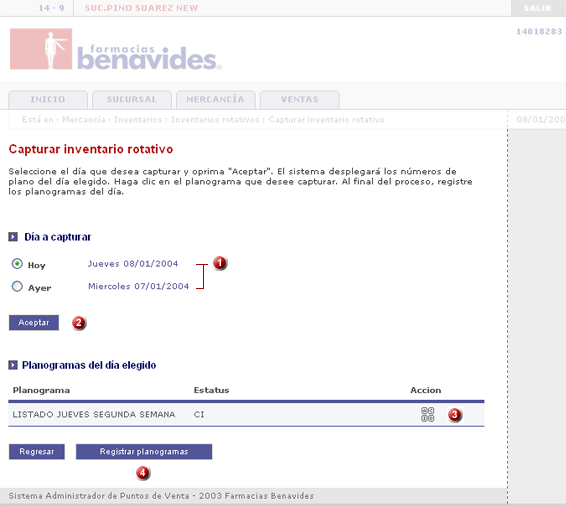 14 - 9 SUC.PINO SUAREZ NEW SALIR
14018283
farmacias
benavides
INICIO SUCURSAL MERCANCÍA VENTAS
Está en : Mercancía : Inventarios : Inventarios rotativos : Capturar inventario rotativo 08/01/200
Capturar inventario rotativo
Seleccione el día que desea capturar y oprima "Aceptar". El sistema desplegará los números de
plano del día elegido. Haga clic en el planograma que desee capturar. Al final del proceso, registre
los planogramas del día.
Día a capturar
Hoy Jueves 08/01/2004 1
Ayer Miercoles 07/01/2004
Aceptar 2
Planogramas del día elegido
Planograma Estatus Accion
LISTADO JUEVES SEGUNDA SEMANA CI 3
Regresar Registrar planogramas
4
Sistema Administrador de Puntos de Venta - 2003 Farmacias Benavides